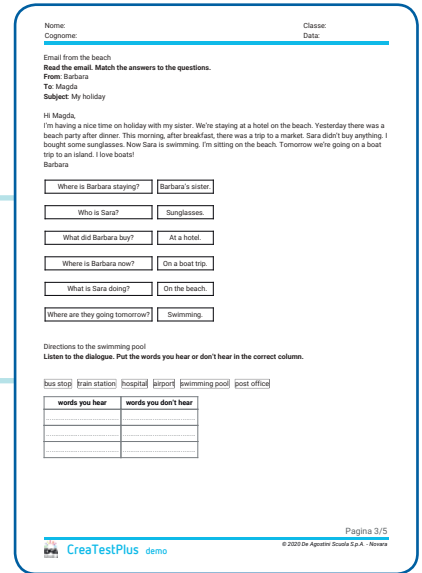 Nome: Classe:
Cognome: Data:
Email from the beach
Read the email. Match the answers to the questions.
From: Barbara
To: Magda
Subject: My holiday
Hi Magda,
I'm having a nice time on holiday with my sister. We're staying at a hotel on the beach. Yesterday there was a
beach party after dinner. This morning, after breakfast, there was a trip to a market. Sara didn't buy anything. I
bought some sunglasses. Now Sara is swimming. I'm sitting on the beach. Tomorrow we're going on a boat
trip to an island. I love boats!
Barbara
Where is Barbara staying? Barbara's sister.
Who is Sara? Sunglasses.
What did Barbara buy? At a hotel.
Where is Barbara now? On a boat trip.
What is Sara doing? On the beach.
Where are they going tomorrow? Swimming.
Directions to the swimming pool
Listen to the dialogue. Put the words you hear or don't hear in the correct column.
bus stop train station hospital airport swimming pool post office
words you hear words you don't hear
Pagina 3/5
© 2020 De Agostini Scuola S.p.A. - Novara
CreaTestPlus demo